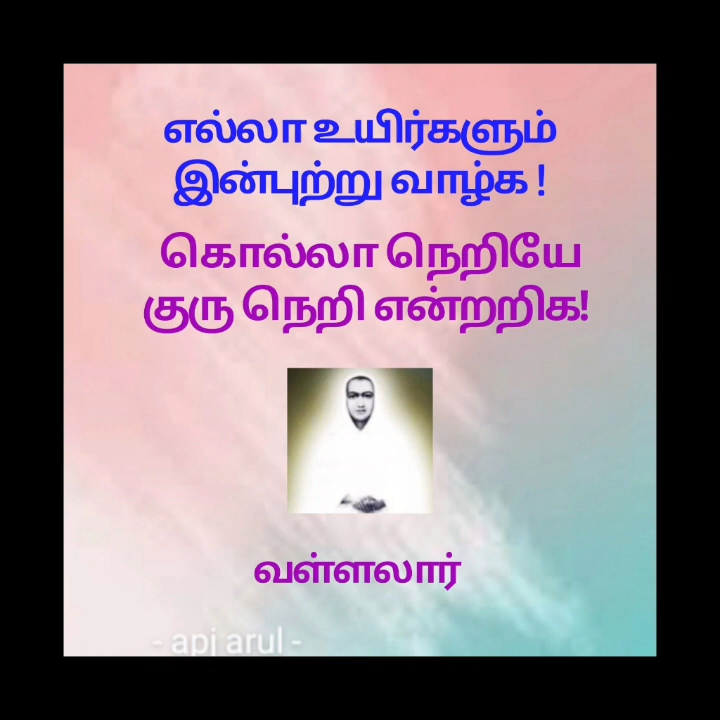 எல்லா உயிர்களும்
இன்புற்று வாழ்க !
கொல்லா நெறியே
குரு நெறி என்றறிக!
வள்ளலார்
- apj arul -